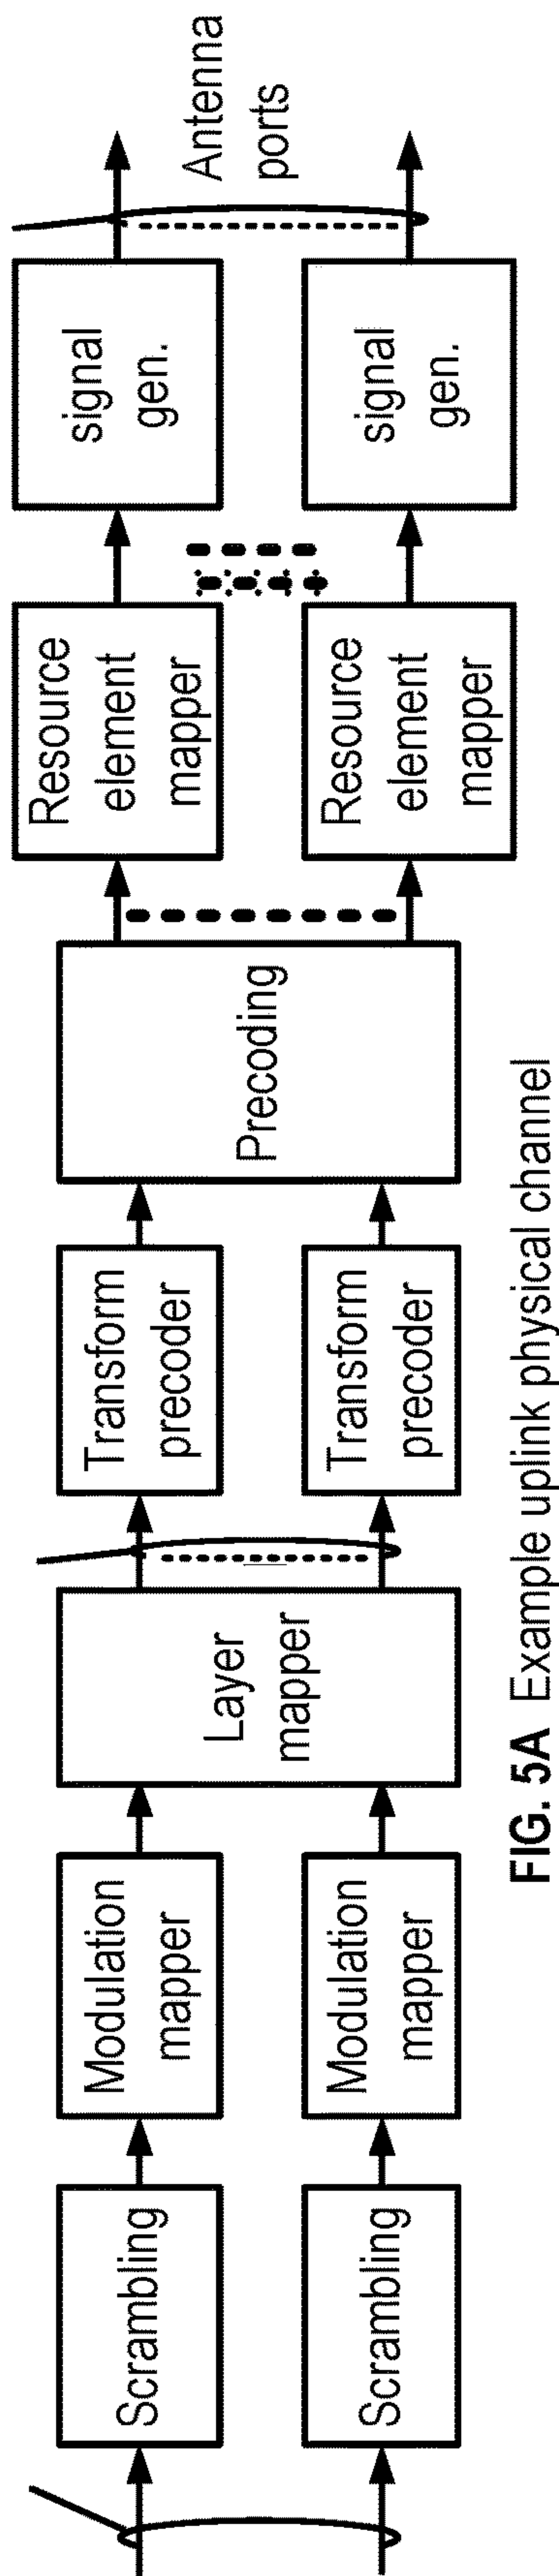 Scrambling
Scrambling
Modulation
mapper
Modulation
mapper
Layer
mapper
Transform
precoder
Transform
precoder
Precoding
Resource
element
mapper
Resource
element
mapper
signal
gen.
signal
gen.
Antenna
ports
FIG. 5A Example uplink physical channel